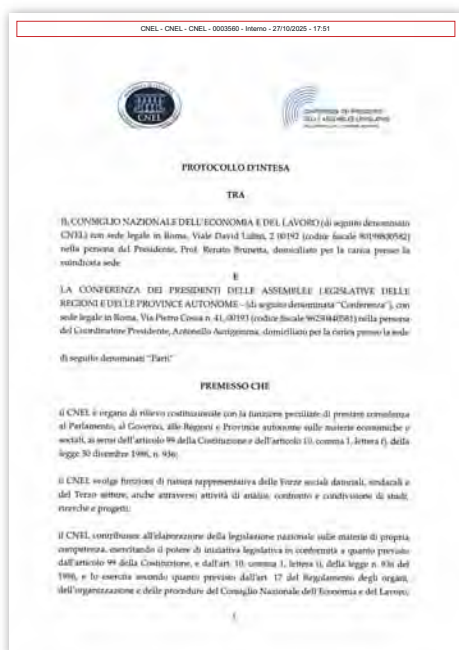 CNEL - CNEL - CNEL - 0003560 - Interno - 27/10/2025 - 17:51
CNEL
CONFERENZA DEI PRESIDENTI
DELLE ASSEMBLEE LEGISLATIVE
PROTOCOLLO D'INTESA
TRA
IL CONSIGLIO NAZIONALE DELL'ECONOMIA E DEL LAVORO (di seguito denominato
CNEL) con sede legale in Roma, Viale David Lubin, 2 00192 (codice fiscale 80198830582)
nella persona del Presidente, Prof. Renato Brunetta, domiciliato per la carica presso la
suindicata sede
E
LA CONFERENZA DEI PRESIDENTI DELLE ASSEMBLEE LEGISLATIVE DELLE
REGIONI E DELLE PROVINCE AUTONOME – (di seguito denominata "Conferenza"), con
sede legale in Roma, Via Pietro Cossa n. 41, 00193 (codice fiscale 96250840581) nella persona
del Coordinatore Presidente, Antonello Aurigemma, domiciliato per la carica presso la sede
di seguito denominati "Parti"
PREMESSO CHE
il CNEL è organo di rilievo costituzionale con la funzione peculiare di prestare consulenza
al Parlamento, al Governo, alle Regioni e Province autonome sulle materie economiche e
sociali, ai sensi dell'articolo 99 della Costituzione e dell'articolo 10, comma 1, lettera f), della
legge 30 dicembre 1986, n. 936;
il CNEL svolge funzioni di natura rappresentativa delle Forze sociali datoriali, sindacali e
del Terzo settore, anche attraverso attività di analisi, confronto e condivisione di studi,
ricerche e progetti;
il CNEL contribuisce all'elaborazione della legislazione nazionale sulle materie di propria
competenza, esercitando il potere di iniziativa legislativa in conformità a quanto previsto
dall'articolo 99 della Costituzione, e dall'art. 10, comma 1, lettera i), della legge n. 936 del
1986, e lo esercita secondo quanto previsto dall'art. 17 del Regolamento degli organi,
dell'organizzazione e delle procedure del Consiglio Nazionale dell'Economia e del Lavoro;
1